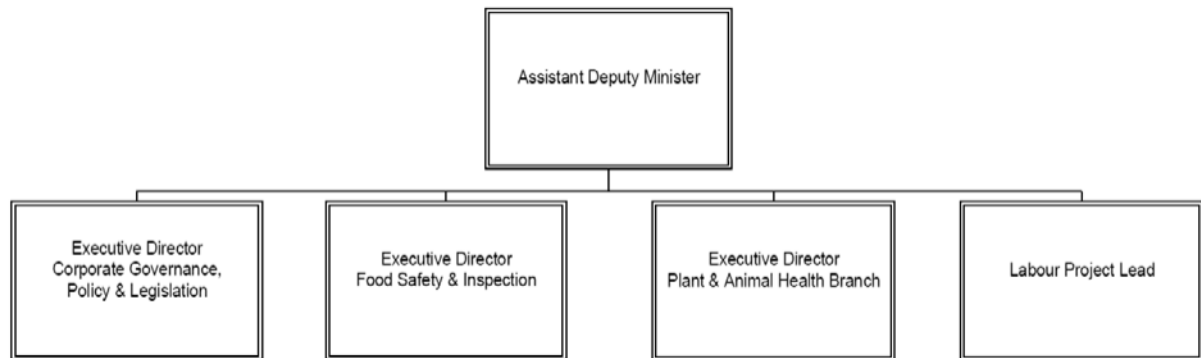 Assistant Deputy Minister
Executive Director
Corporate Governance,
Policy & Legislation
Executive Director
Food Safety & Inspection
Executive Director
Plant & Animal Health Branch
Labour Project Lead